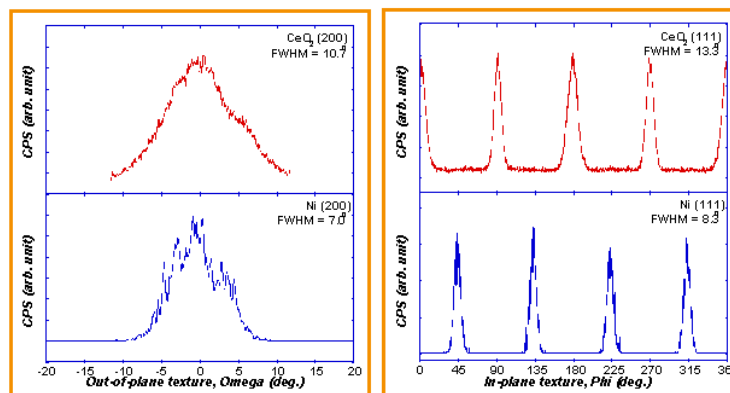 CeO2 (200)
FWHM = 10.7°
CPS (arb. unit)
Ni (200)
FWHM = 7.0°
CPS (arb. unit)
-20 -15 -10 -5 0 5 10 15 20
Out-of-plane texture, Omega (deg.)
CeO2 (111)
FWHM = 13.3°
CPS (arb. unit)
Ni (111)
FWHM = 8.3°
CPS (arb. unit)
0 45 90 135 180 225 270 315 36
In-plane texture, Phi (deg.)